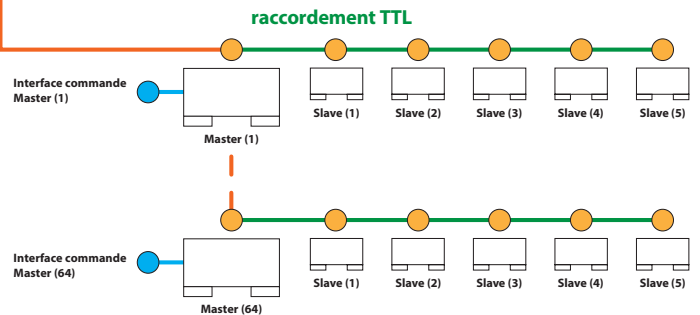 raccordement TTL
Interface commande
Master (1)
Slave (1) Slave (2) Slave (3) Slave (4) Slave (5)
Master (1)
Interface commande
Master (64)
Slave (1) Slave (2) Slave (3) Slave (4) Slave (5)
Master (64)